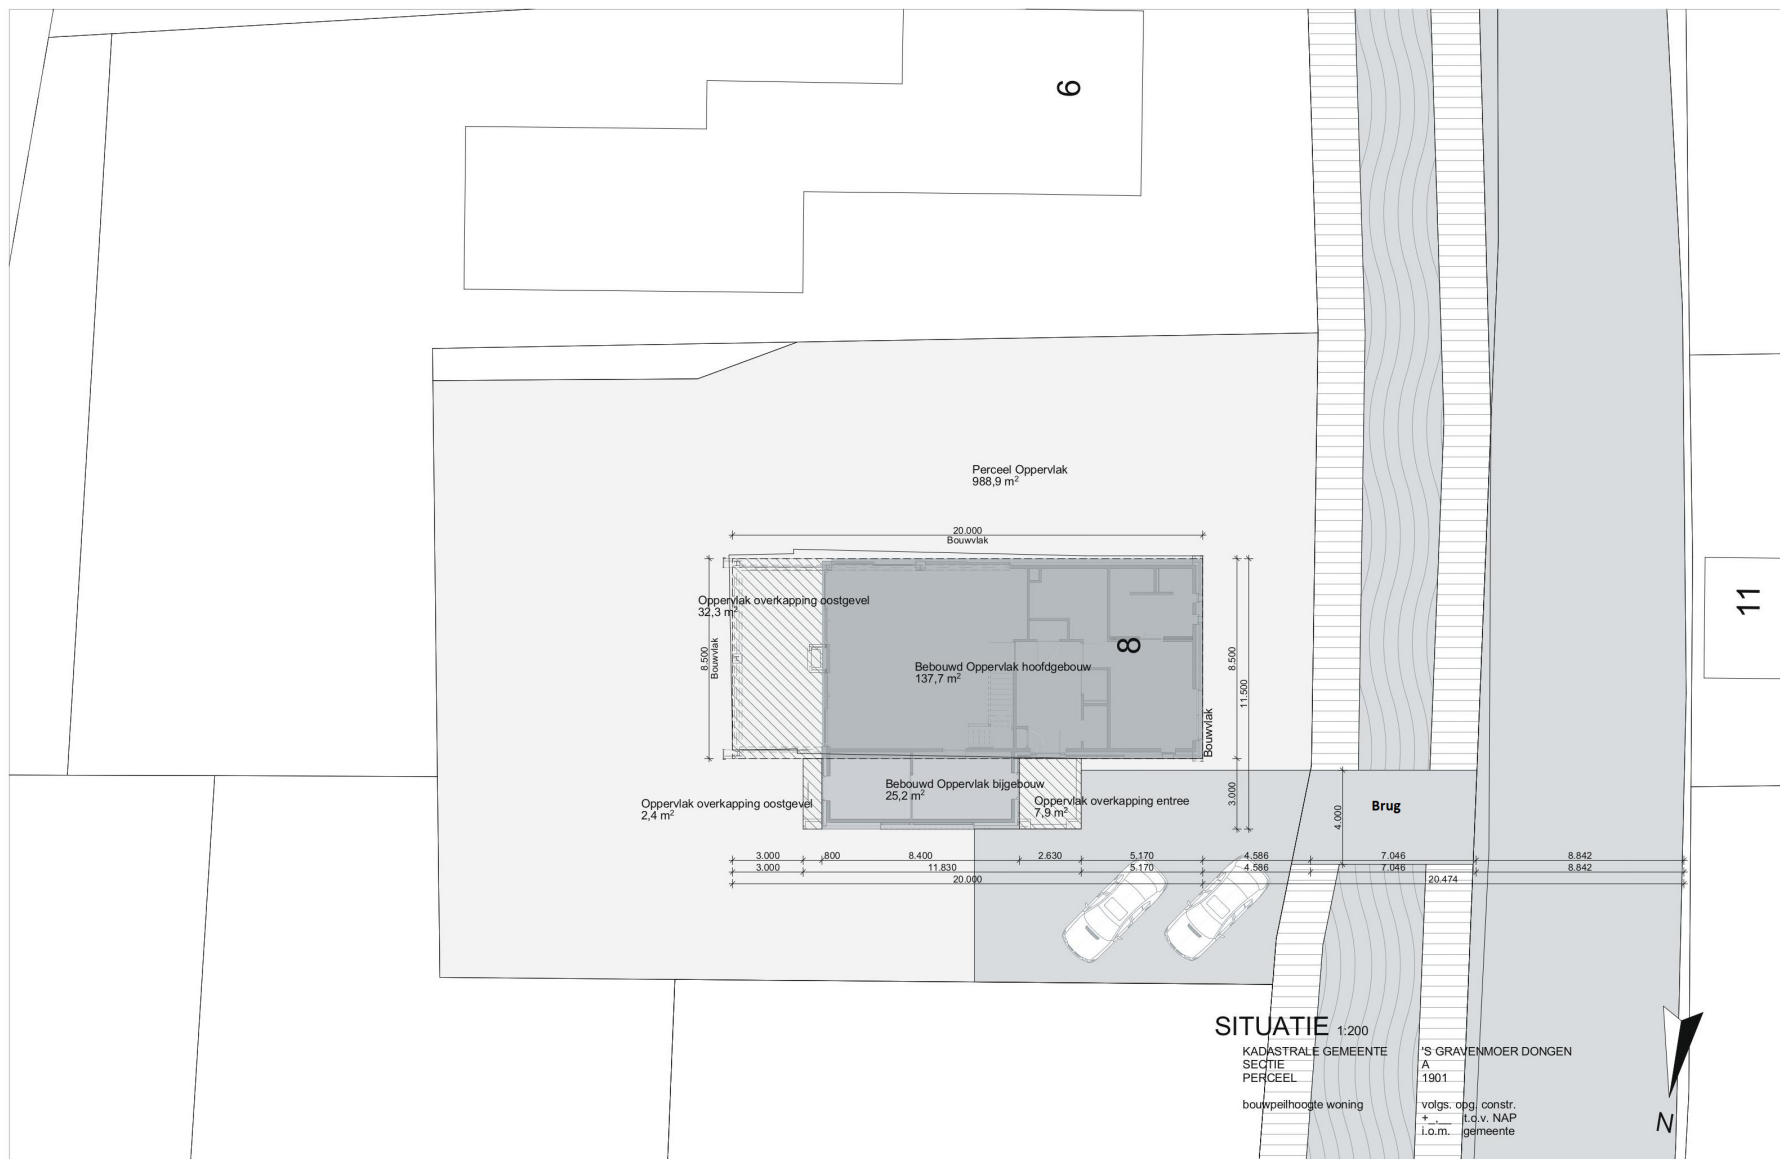 6
Perceel Oppervlak
988,9 m²
20.000
Bouwvlak
Oppervlak overkapping oostgevel
32,3 m²
8.500
Bouwvlak
8
Bebouwd Oppervlak hoofdgebouw
137,7 m²
8.500
11.500
Bouwvlak
11
Bebouwd Oppervlak bijgebouw
25,2 m²
Oppervlak overkapping oostgevel
2,4 m²
Oppervlak overkapping entree
7,9 m²
3.000
4.000
Brug
3.000 800 8.400 2.630 5.170 4.586 7.046 8.842
3.000 11.830 5.170 4.586 7.046 8.842
20.000 20.474
SITUATIE 1:200
KADASTRALE GEMEENTE 'S GRAVENMOER DONGEN
SECTIE A
PERCEEL 1901
bouwpeilhoogte woning volgs. opg. constr.
+_,__ t.o.v. NAP
i.o.m. gemeente
N